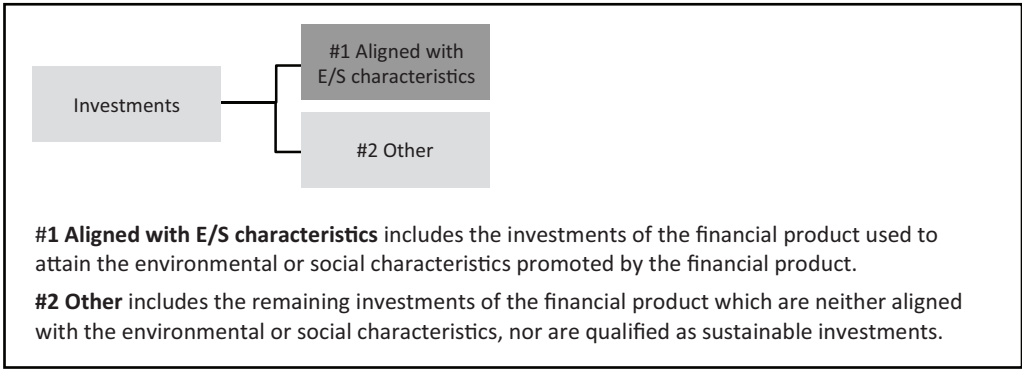 #1 Aligned with
E/S characteristics
Investments
#2 Other
#1 Aligned with E/S characteristics includes the investments of the financial product used to
attain the environmental or social characteristics promoted by the financial product.
#2 Other includes the remaining investments of the financial product which are neither aligned
with the environmental or social characteristics, nor are qualified as sustainable investments.